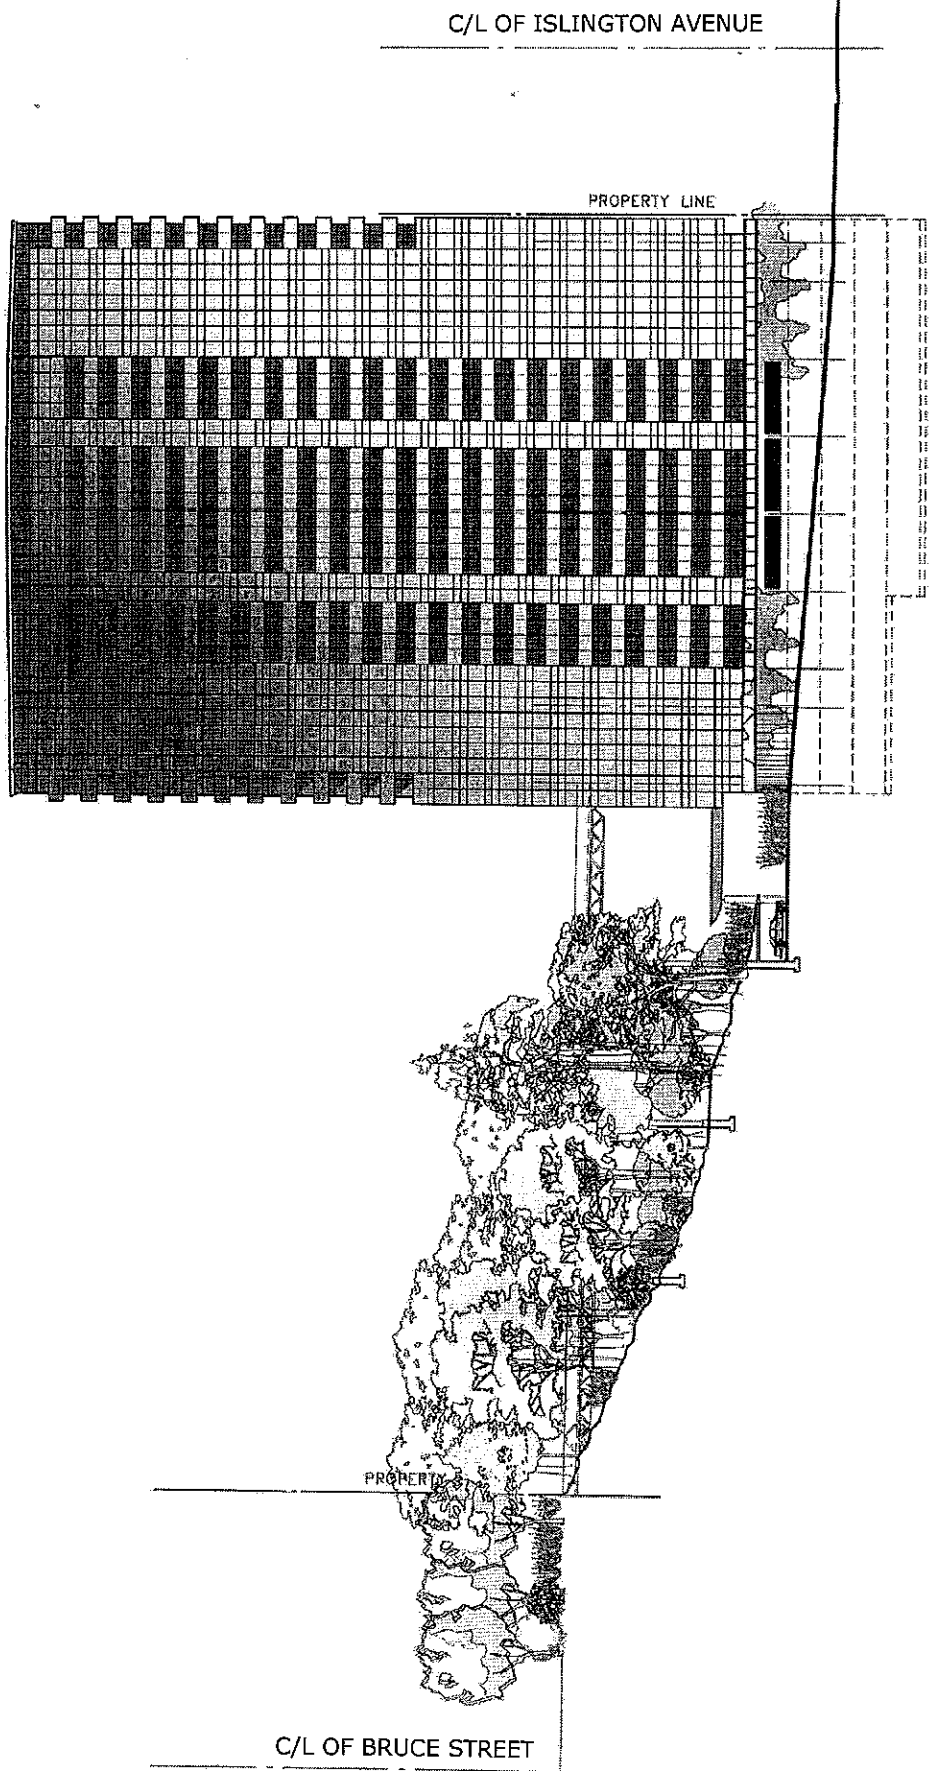 C/L OF ISLINGTON AVENUE
PROPERTY LINE
PROPERTY
C/L OF BRUCE STREET